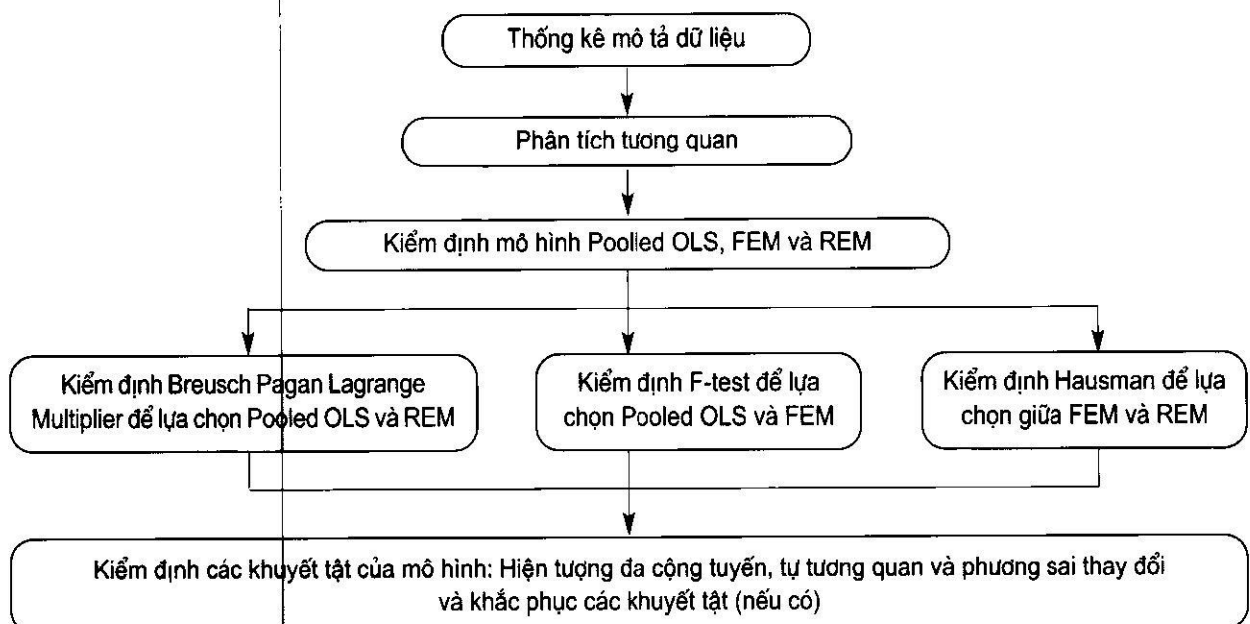 Thống kê mô tả dữ liệu
Phân tích tương quan
Kiểm định mô hình Poolled OLS, FEM và REM
Kiểm định Breusch Pagan Lagrange
Multiplier để lựa chọn Pooled OLS và REM
Kiểm định F-test để lựa
chọn Pooled OLS và FEM
Kiểm định Hausman để lựa
chọn giữa FEM và REM
Kiểm định các khuyết tật của mô hình: Hiện tượng đa cộng tuyến, tự tương quan và phương sai thay đổi
và khắc phục các khuyết tật (nếu có)